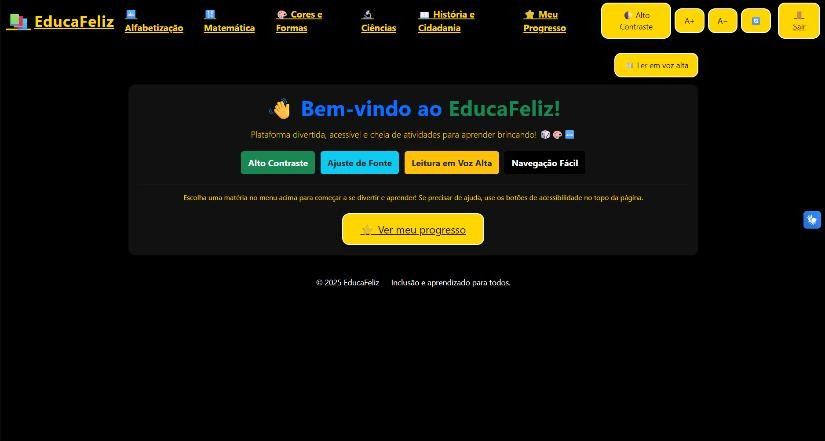 EducaFeliz
Alfabetização
Matemática
Cores e
Formas
Ciências
História e
Cidadania
Meu
Progresso
Alto
Contraste
A+
A−
Sair
Ler em voz alta
Bem-vindo ao EducaFeliz!
Plataforma divertida, acessível e cheia de atividades para aprender brincando!
Alto Contraste
Ajuste de Fonte
Leitura em Voz Alta
Navegação Fácil
Escolha uma matéria no menu acima para começar a se divertir e aprender! Se precisar de ajuda, use os botões de acessibilidade no topo da página.
Ver meu progresso
© 2025 EducaFeliz Inclusão e aprendizado para todos.